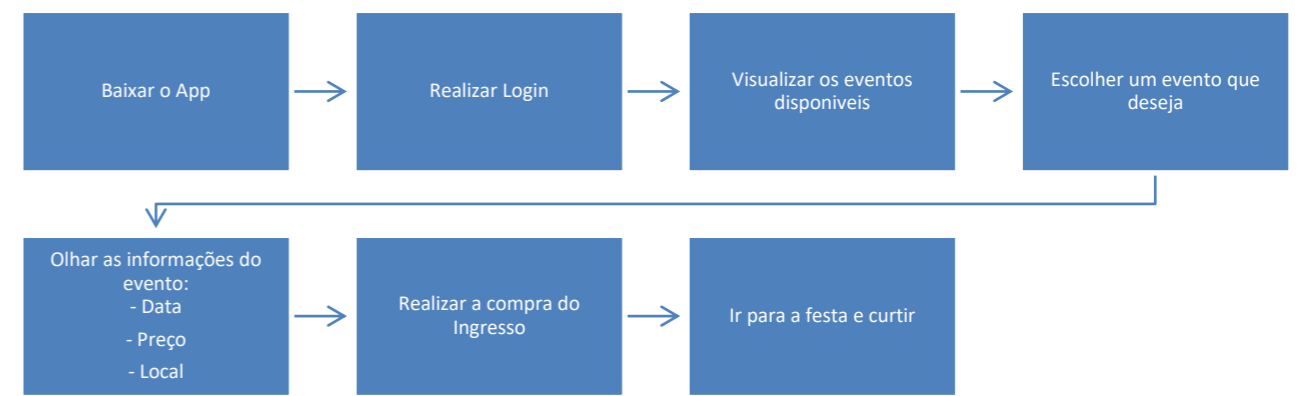 Baixar o App
Realizar Login
Visualizar os eventos
disponiveis
Escolher um evento que
deseja
Olhar as informações do
evento:
- Data
- Preço
- Local
Realizar a compra do
Ingresso
Ir para a festa e curtir